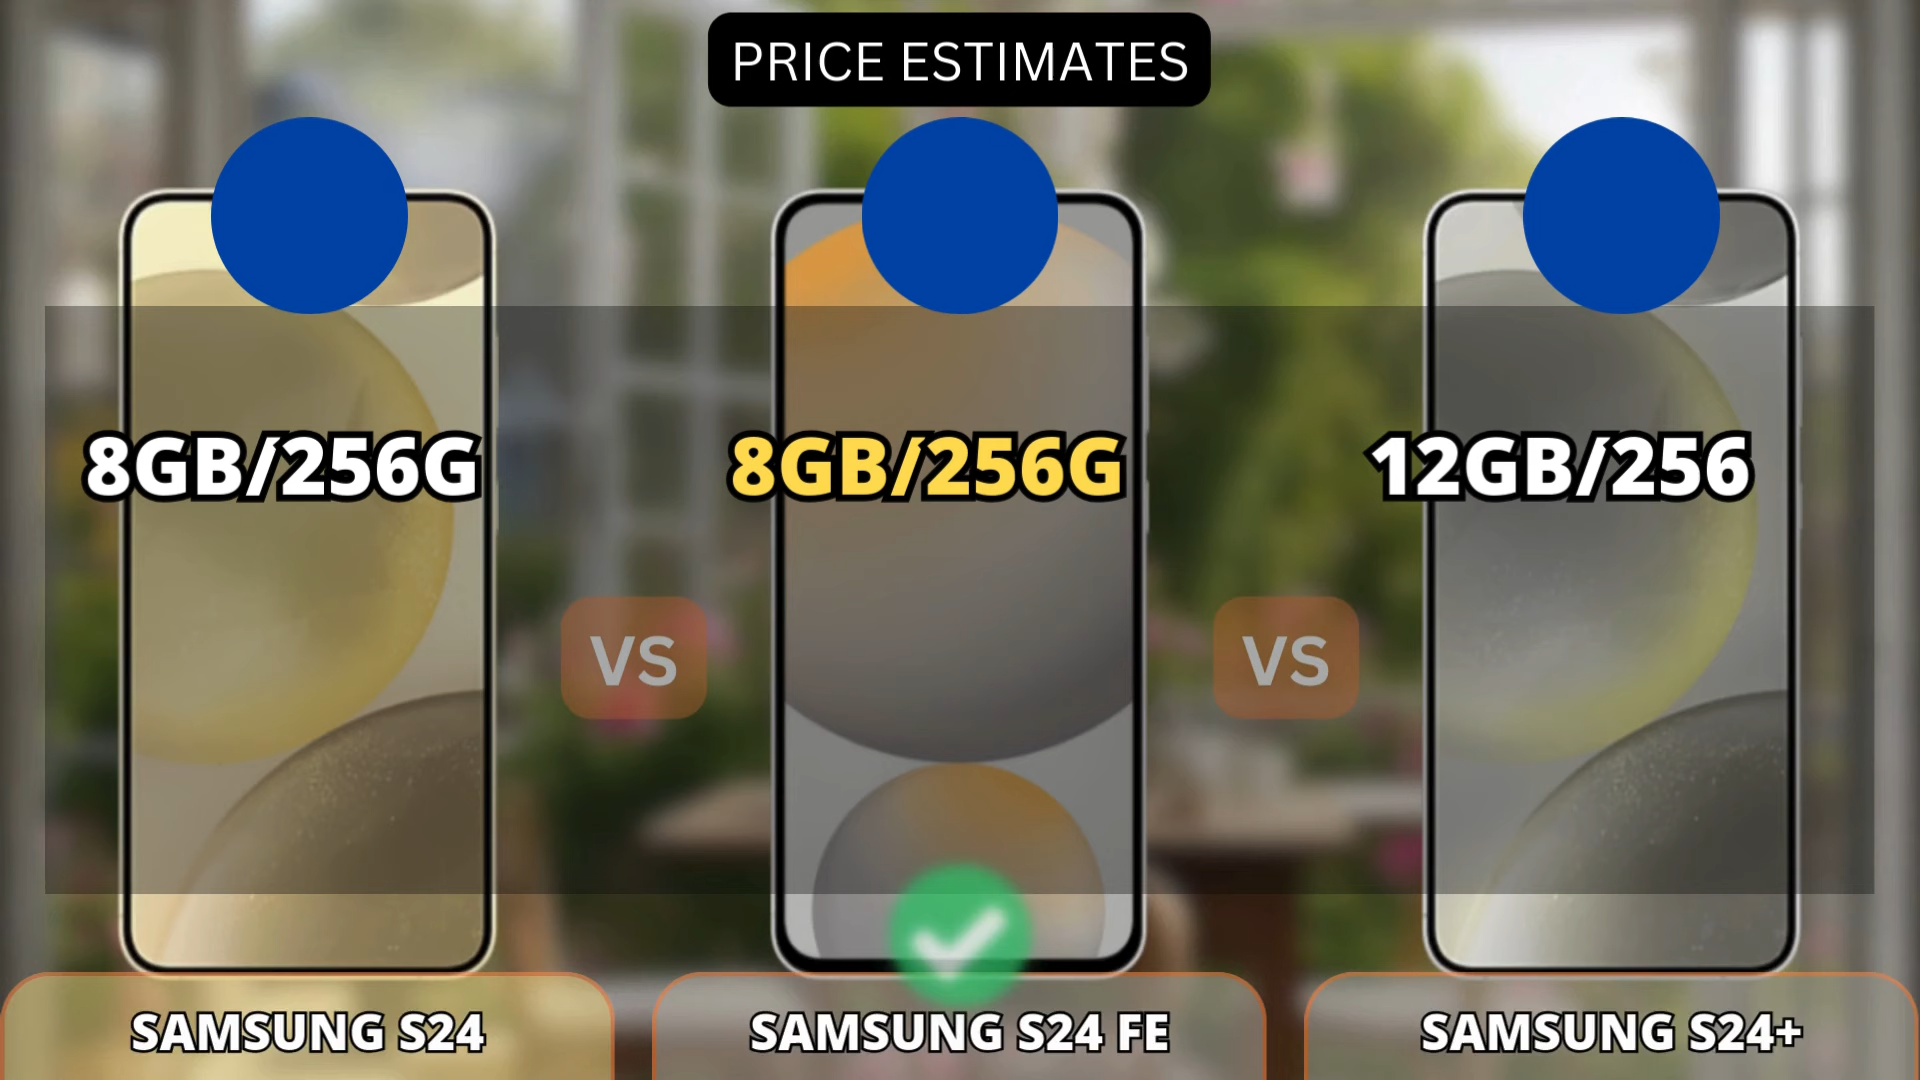 PRICE ESTIMATES
8GB/256G
8GB/256G
12GB/256
VS
VS
SAMSUNG S24
SAMSUNG S24 FE
SAMSUNG S24+